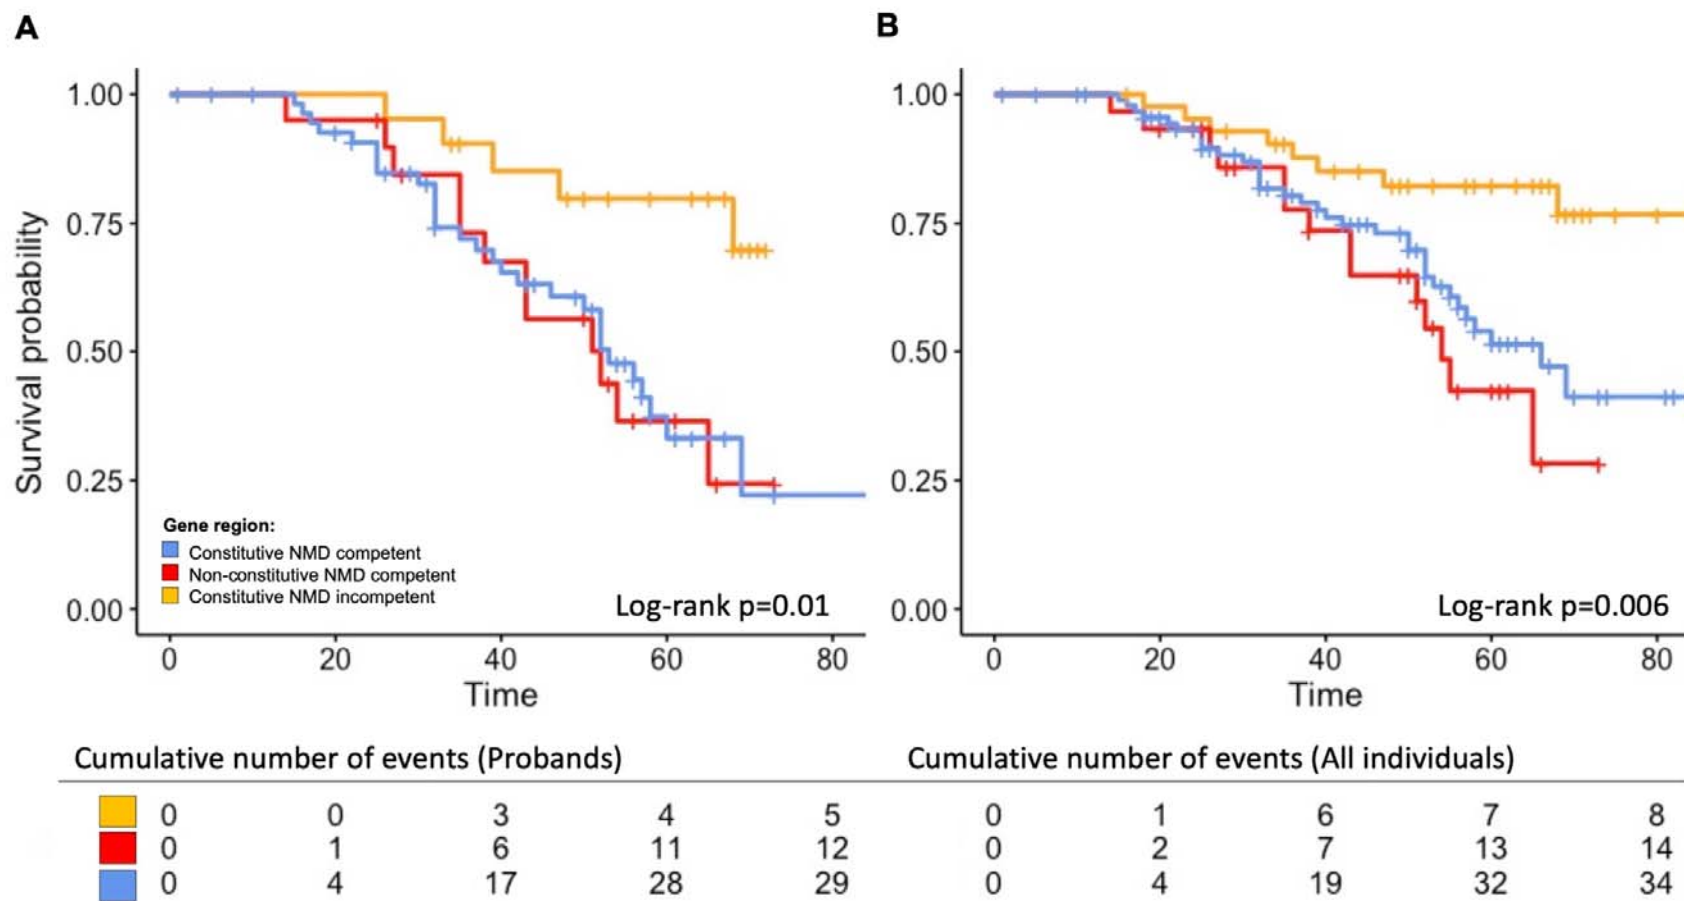 A
1.00
0.75
0.50
0.25
0.00
Survival probability
Gene region:
Constitutive NMD competent
Non-constitutive NMD competent
Constitutive NMD incompetent
Log-rank p=0.01
0 20 40 60 80
Time
B
1.00
0.75
0.50
0.25
0.00
Log-rank p=0.006
0 20 40 60 80
Time
Cumulative number of events (Probands)
0 0 3 4 5
0 1 6 11 12
0 4 17 28 29
Cumulative number of events (All individuals)
0 1 6 7 8
0 2 7 13 14
0 4 19 32 34